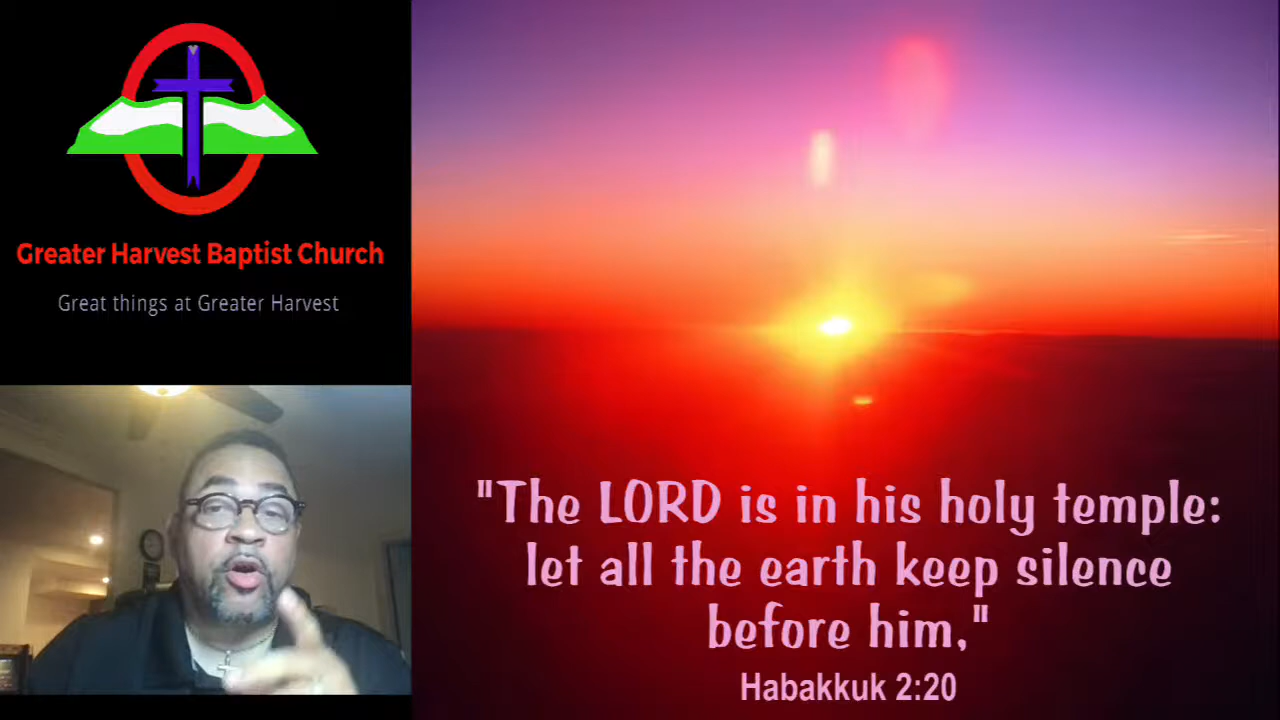 Greater Harvest Baptist Church
Great things at Greater Harvest
"The LORD is in his holy temple:
let all the earth keep silence
before him,"
Habakkuk 2:20